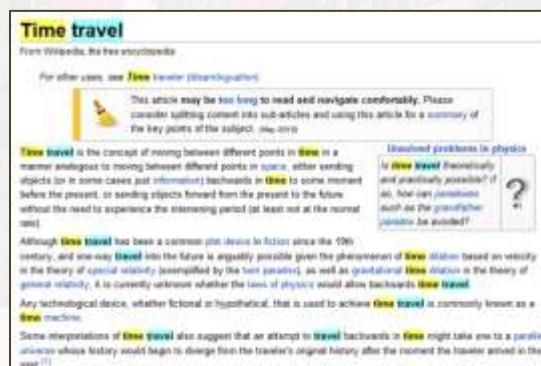 Time travel
From Wikipedia, the free encyclopedia
For other uses, see Time traveler (disambiguation).
This article may be too long to read and navigate comfortably. Please
consider splitting content into sub-articles and using this article for a summary of
the key points of the subject. (May 2010)
Time travel is the concept of moving between different points in time in a
manner analogous to moving between different points in space, either sending
objects (or in some cases just information) backwards in time to some moment
before the present, or sending objects forward from the present to the future
without the need to experience the intervening period (at least not at the normal
rate).
Unsolved problems in physics
Is time travel theoretically
and practically possible? If
so, how can paradoxes
such as the grandfather
paradox be avoided?
?
Although time travel has been a common plot device in fiction since the 19th
century, and one-way travel into the future is arguably possible given the phenomenon of time dilation based on velocity
in the theory of special relativity (exemplified by the twin paradox), as well as gravitational time dilation in the theory of
general relativity, it is currently unknown whether the laws of physics would allow backwards time travel.
Any technological device, whether fictional or hypothetical, that is used to achieve time travel is commonly known as a
time machine.
Some interpretations of time travel also suggest that an attempt to travel backwards in time might take one to a parallel
universe whose history would begin to diverge from the traveler's original history after the moment the traveler arrived in the
past.[1]